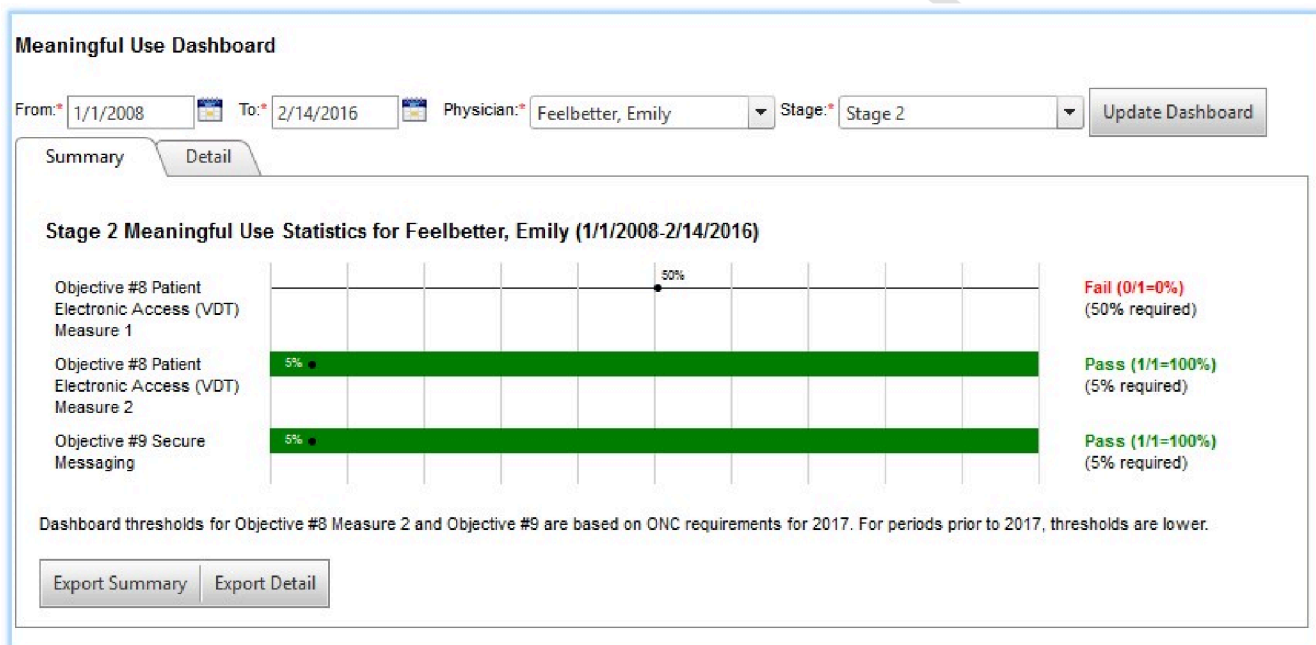 Meaningful Use Dashboard
From:* 1/1/2008 To:* 2/14/2016 Physician:* Feelbetter, Emily Stage:* Stage 2 Update Dashboard
Summary Detail
Stage 2 Meaningful Use Statistics for Feelbetter, Emily (1/1/2008-2/14/2016)
Objective #8 Patient
Electronic Access (VDT)
Measure 1
50%
Fail (0/1=0%)
(50% required)
Objective #8 Patient
Electronic Access (VDT)
Measure 2
5%
Pass (1/1=100%)
(5% required)
Objective #9 Secure
Messaging
5%
Pass (1/1=100%)
(5% required)
Dashboard thresholds for Objective #8 Measure 2 and Objective #9 are based on ONC requirements for 2017. For periods prior to 2017, thresholds are lower.
Export Summary Export Detail